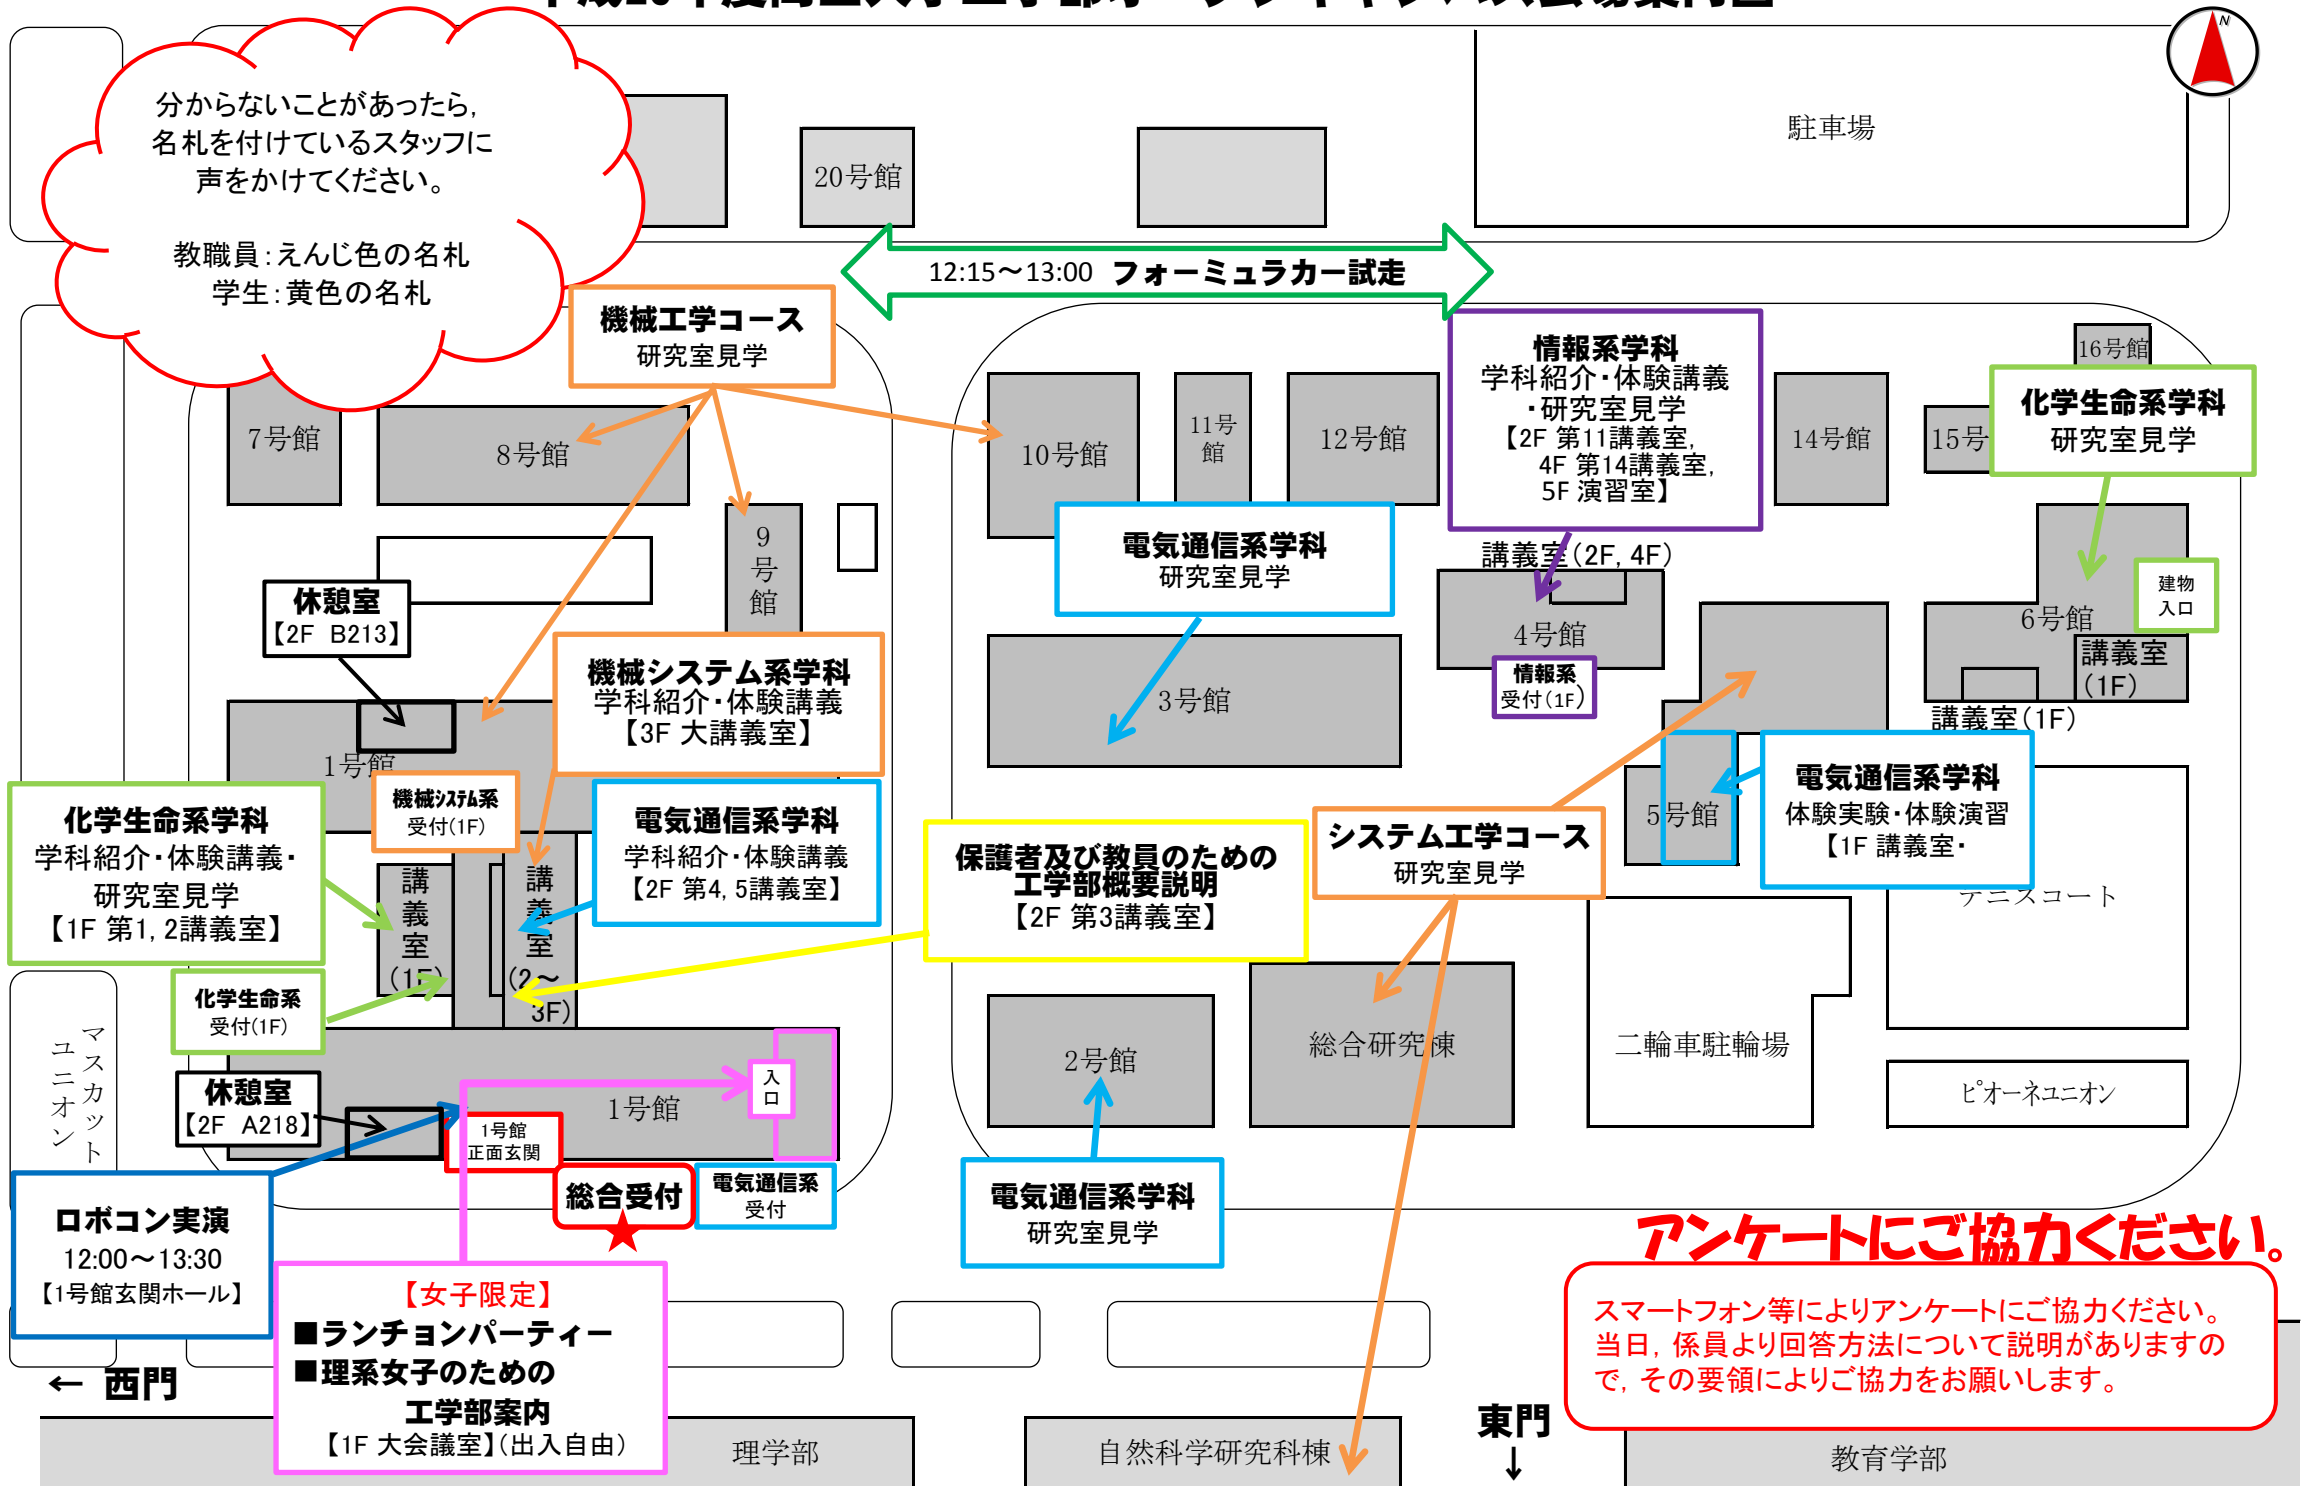 分からないことがあったら,
名札を付けているスタッフに
声をかけてください。
教職員：えんじ色の名札
学生：黄色の名札
N
駐車場
20号館
12:15～13:00 フォーミュラカー試走
機械工学コース
研究室見学
情報系学科
学科紹介・体験講義
・研究室見学
【2F 第11講義室,
4F 第14講義室,
5F 演習室】
16号館
化学生命系学科
研究室見学
7号館
8号館
10号館
11号
館
12号館
14号館
15号
9
号
館
電気通信系学科
研究室見学
講義室(2F, 4F)
4号館
情報系
受付(1F)
建物
入口
6号館
講義室
(1F)
講義室(1F)
休憩室
【2F B213】
機械システム系学科
学科紹介・体験講義
【3F 大講義室】
3号館
1号館
機械システム系
受付(1F)
化学生命系学科
学科紹介・体験講義・
研究室見学
【1F 第1, 2講義室】
電気通信系学科
学科紹介・体験講義
【2F 第4, 5講義室】
講
義
室
(1F)
講
義
室
(2～
3F)
保護者及び教員のための
工学部概要説明
【2F 第3講義室】
システム工学コース
研究室見学
5号館
電気通信系学科
体験実験・体験演習
【1F 講義室・
テニスコート
化学生命系
受付(1F)
マスカット
ユニオン
休憩室
【2F A218】
1号館
入
口
1号館
正面玄関
2号館
総合研究棟
二輪車駐輪場
ピオーネユニオン
総合受付
電気通信系
受付
電気通信系学科
研究室見学
ロボコン実演
12:00～13:30
【1号館玄関ホール】
【女子限定】
■ランチョンパーティー
■理系女子のための
工学部案内
【1F 大会議室】(出入自由)
アンケートにご協力ください。
スマートフォン等によりアンケートにご協力ください。
当日, 係員より回答方法について説明がありますの
で, その要領によりご協力をお願いします。
← 西門
東門
↓
理学部
自然科学研究科棟
教育学部